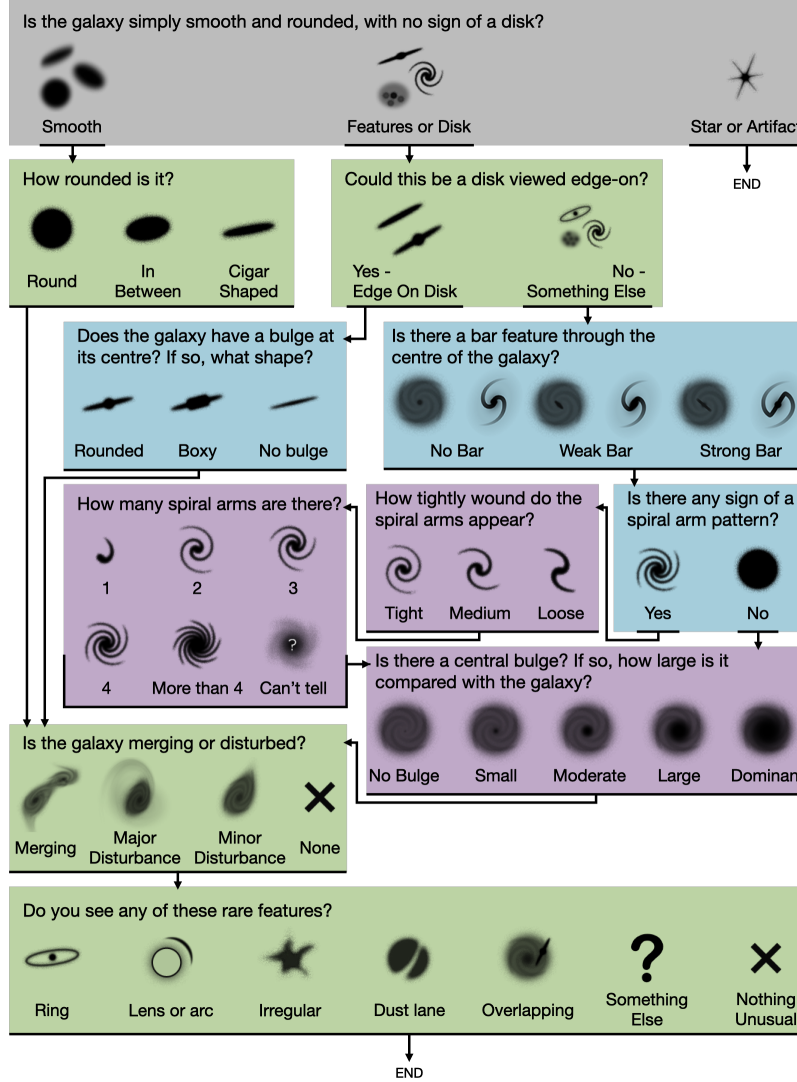 Is the galaxy simply smooth and rounded, with no sign of a disk?
Smooth
Features or Disk
Star or Artifact
END
How rounded is it?
Round
In
Between
Cigar
Shaped
Could this be a disk viewed edge-on?
Yes -
Edge On Disk
No -
Something Else
Does the galaxy have a bulge at
its centre? If so, what shape?
Rounded
Boxy
No bulge
Is there a bar feature through the
centre of the galaxy?
No Bar
Weak Bar
Strong Bar
How many spiral arms are there?
1
2
3
4
More than 4
Can't tell
?
How tightly wound do the
spiral arms appear?
Tight
Medium
Loose
Is there any sign of a
spiral arm pattern?
Yes
No
Is there a central bulge? If so, how large is it
compared with the galaxy?
No Bulge
Small
Moderate
Large
Dominan
Is the galaxy merging or disturbed?
Merging
Major
Disturbance
Minor
Disturbance
None
Do you see any of these rare features?
Ring
Lens or arc
Irregular
Dust lane
Overlapping
?
Something
Else
Nothing
Unusual
END